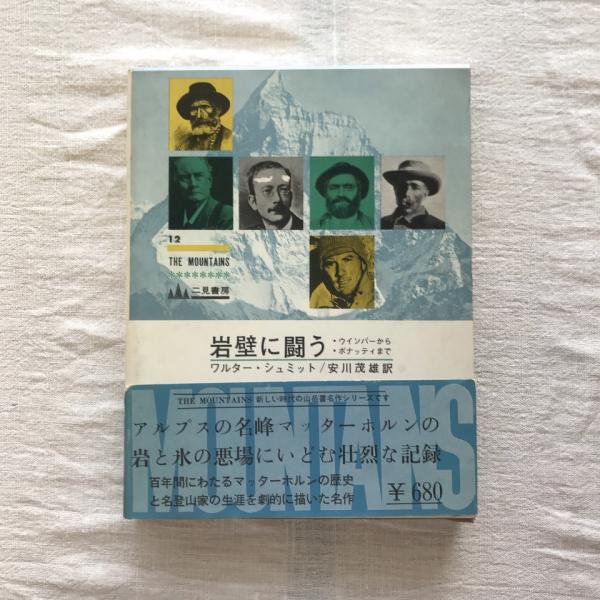 12
THE MOUNTAINS
********
二見書房
岩壁に闘う
・ウインパーから
・ボナッティまで
ワルター・シュミット/安川茂雄訳
THE MOUNTAINS 新しい時代の山岳書名作シリーズです
アルプスの名峰マッターホルンの
岩と氷の悪場にいどむ壮烈な記録
百年間にわたるマッターホルンの歴史
と名登山家の生涯を劇的に描いた名作
¥680
MOUNTAINS